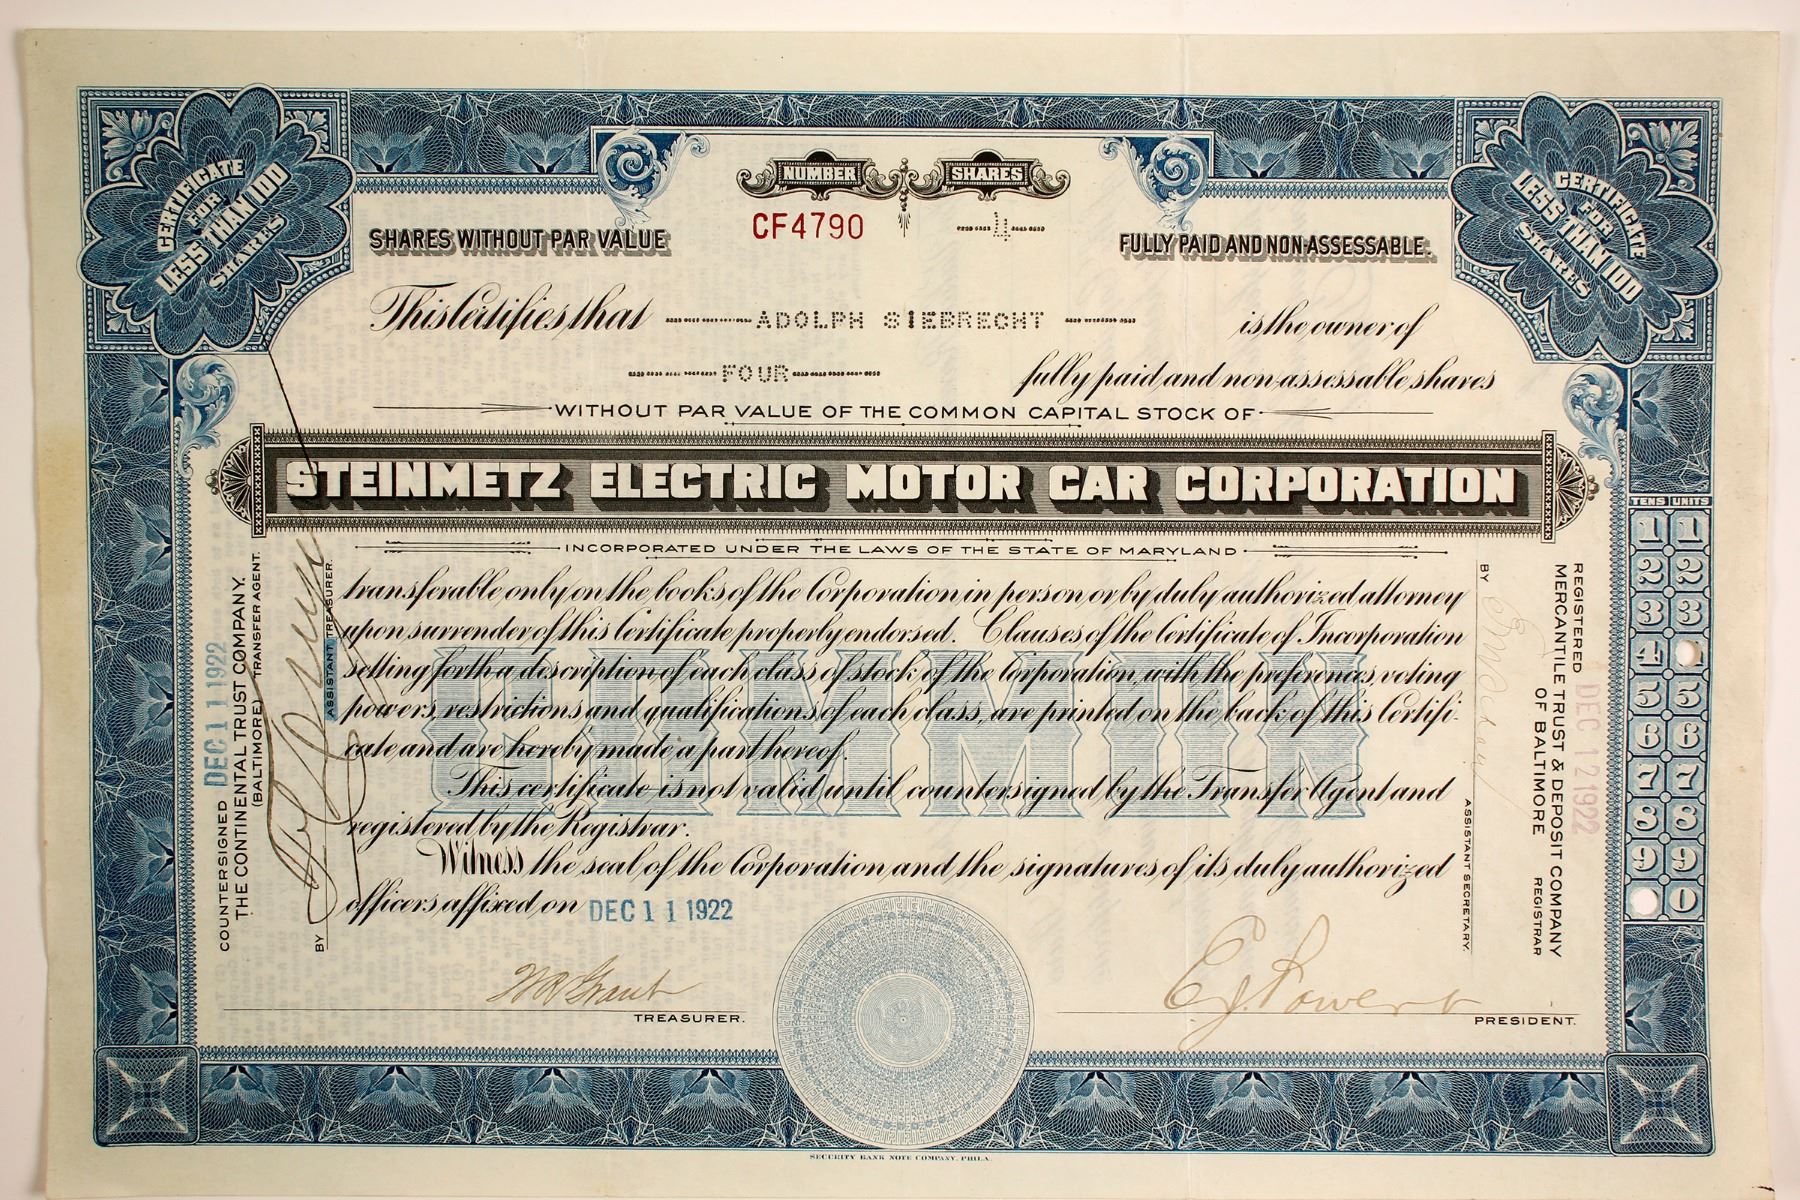 CERTIFICATE
FOR
LESS THAN 100
SHARES
NUMBER SHARES
CF4790 4
CERTIFICATE
FOR
LESS THAN 100
SHARES
SHARES WITHOUT PAR VALUE
FULLY PAID AND NON-ASSESSABLE.
This Certifies that ADOLPH SIEBRECHT is the owner of
FOUR fully paid and non-assessable shares
WITHOUT PAR VALUE OF THE COMMON CAPITAL STOCK OF
STEINMETZ ELECTRIC MOTOR CAR CORPORATION
INCORPORATED UNDER THE LAWS OF THE STATE OF MARYLAND
transferable only on the books of the Corporation in person or by duly authorized attorney
upon surrender of this Certificate properly endorsed. Clauses of the Certificate of Incorporation
setting forth a description of each class of stock of the Corporation, with the preferences, voting
powers, restrictions and qualifications of each class, are printed on the back of this Certifi-
cate and are hereby made a part hereof.
This certificate is not valid until countersigned by the Transfer Agent and
registered by the Registrar.
Witness the seal of the Corporation and the signatures of its duly authorized
officers affixed on DEC 11 1922
COMMON
COUNTERSIGNED DEC 11 1922
THE CONTINENTAL TRUST COMPANY.
(BALTIMORE) TRANSFER AGENT.
BY
ASSISTANT TREASURER.
REGISTERED DEC 12 1922
MERCANTILE TRUST & DEPOSIT COMPANY
OF BALTIMORE REGISTRAR
BY
ASSISTANT SECRETARY.
TENS UNITS
1 1
2 2
3 3
4
5 5
6 6
7 7
8 8
9 9
0
W R Grant
TREASURER.
PRESIDENT.
SECURITY BANK NOTE COMPANY. PHILA.